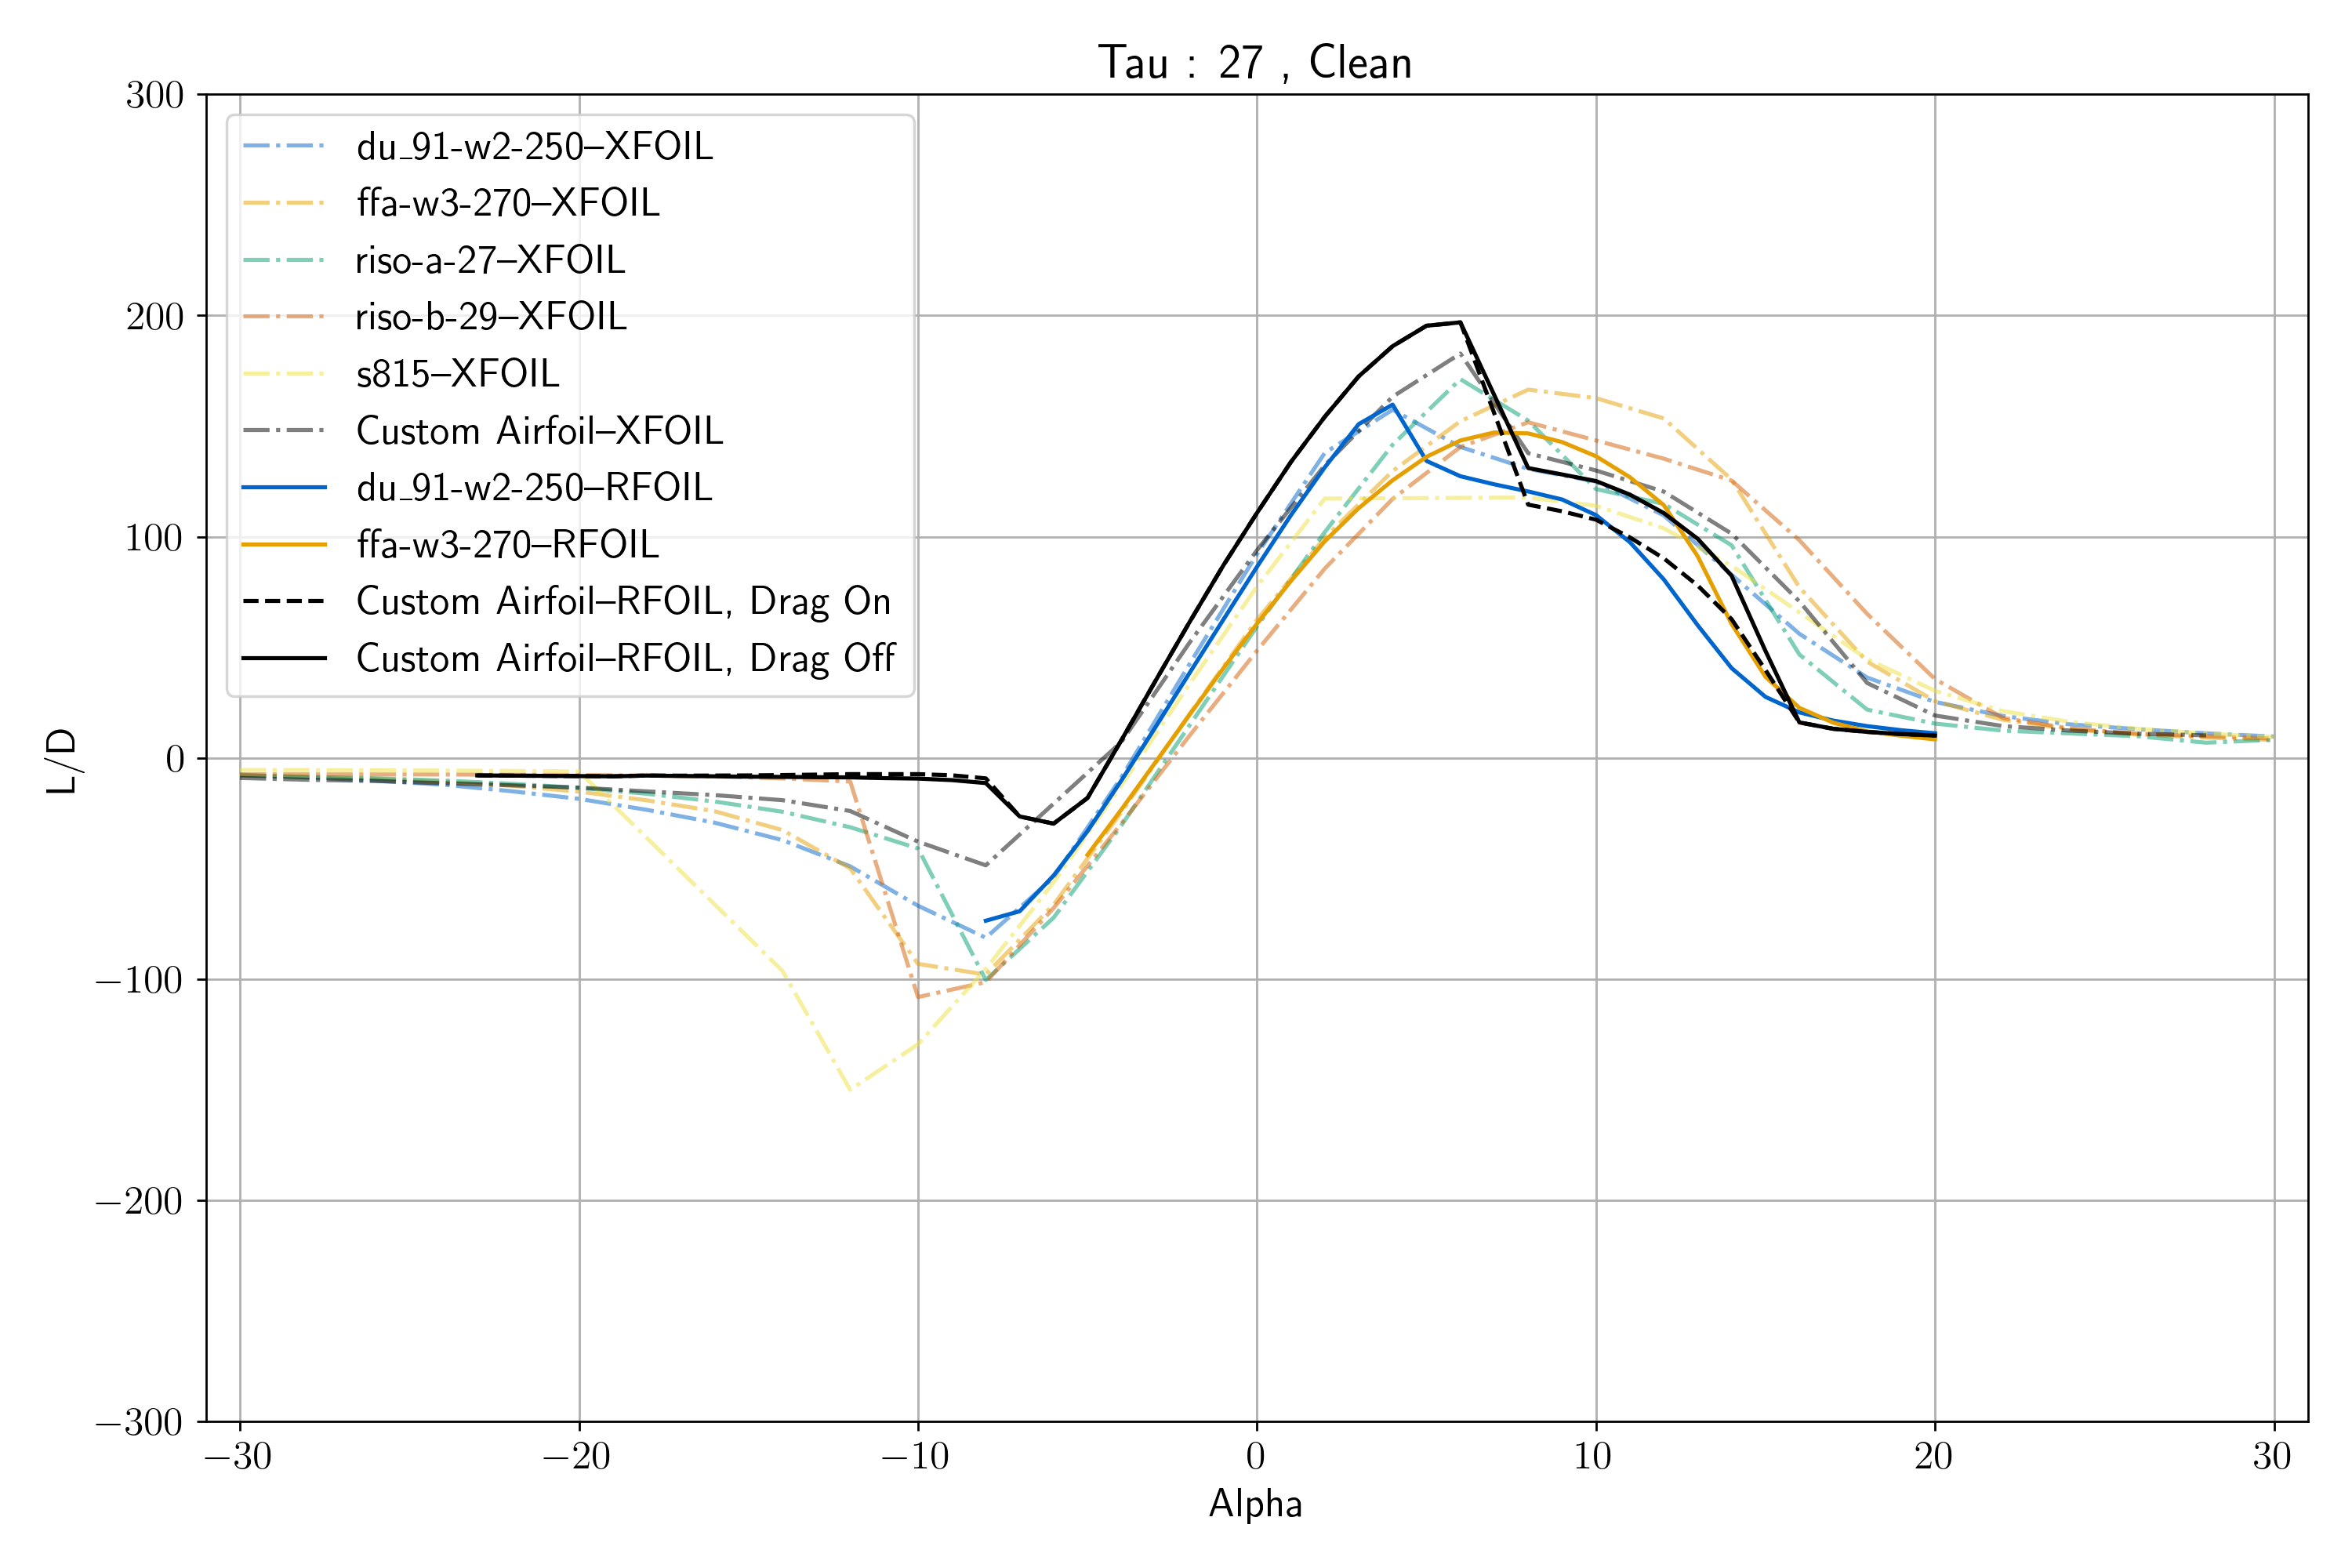 Tau : 27 , Clean
300
200
100
0
−100
−200
−300
L/D
du_91-w2-250–XFOIL
ffa-w3-270–XFOIL
riso-a-27–XFOIL
riso-b-29–XFOIL
s815–XFOIL
Custom Airfoil–XFOIL
du_91-w2-250–RFOIL
ffa-w3-270–RFOIL
Custom Airfoil–RFOIL, Drag On
Custom Airfoil–RFOIL, Drag Off
−30 −20 −10 0 10 20 30
Alpha